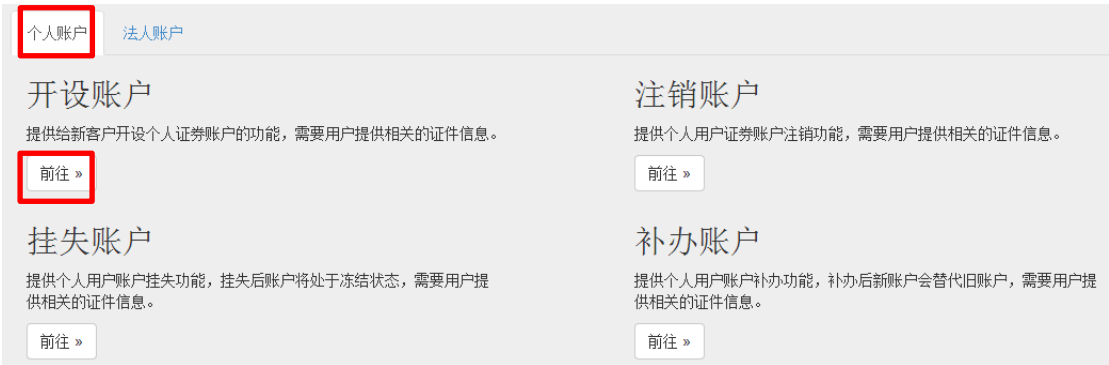 个人账户 法人账户
开设账户
提供给新客户开设个人证券账户的功能，需要用户提供相关的证件信息。
前往 »
注销账户
提供个人用户证券账户注销功能，需要用户提供相关的证件信息。
前往 »
挂失账户
提供个人用户账户挂失功能，挂失后账户将处于冻结状态，需要用户提
供相关的证件信息。
前往 »
补办账户
提供个人用户账户补办功能，补办后新账户会替代旧账户，需要用户提
供相关的证件信息。
前往 »